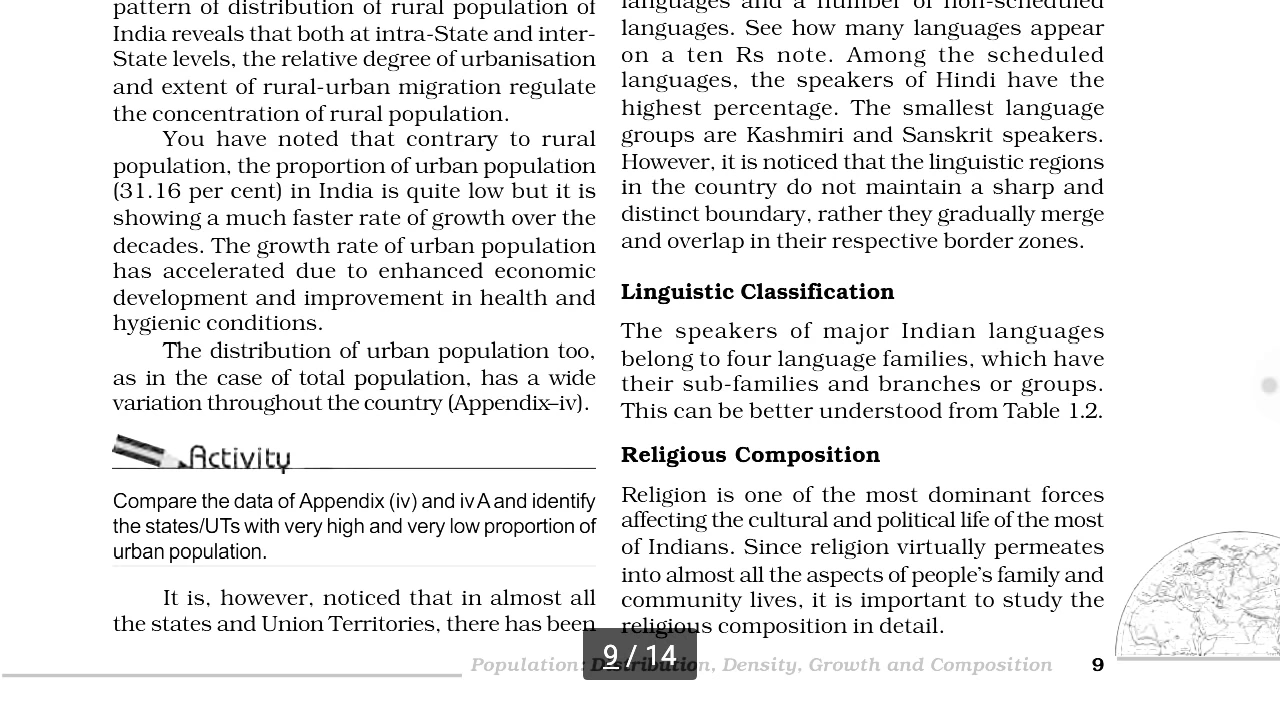 pattern of distribution of rural population of
India reveals that both at intra-State and inter-
State levels, the relative degree of urbanisation
and extent of rural-urban migration regulate
the concentration of rural population.
You have noted that contrary to rural
population, the proportion of urban population
(31.16 per cent) in India is quite low but it is
showing a much faster rate of growth over the
decades. The growth rate of urban population
has accelerated due to enhanced economic
development and improvement in health and
hygienic conditions.
The distribution of urban population too,
as in the case of total population, has a wide
variation throughout the country (Appendix–iv).
Activity
Compare the data of Appendix (iv) and iv A and identify
the states/UTs with very high and very low proportion of
urban population.
It is, however, noticed that in almost all
the states and Union Territories, there has been
languages and a number of non-scheduled
languages. See how many languages appear
on a ten Rs note. Among the scheduled
languages, the speakers of Hindi have the
highest percentage. The smallest language
groups are Kashmiri and Sanskrit speakers.
However, it is noticed that the linguistic regions
in the country do not maintain a sharp and
distinct boundary, rather they gradually merge
and overlap in their respective border zones.
Linguistic Classification
The speakers of major Indian languages
belong to four language families, which have
their sub-families and branches or groups.
This can be better understood from Table 1.2.
Religious Composition
Religion is one of the most dominant forces
affecting the cultural and political life of the most
of Indians. Since religion virtually permeates
into almost all the aspects of people's family and
community lives, it is important to study the
religious composition in detail.
Population: Distribution, Density, Growth and Composition 9
9 / 14